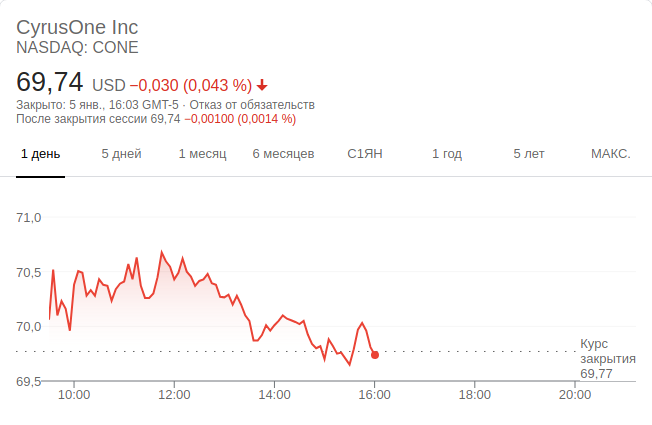 CyrusOne Inc
NASDAQ: CONE
69,74 USD −0,030 (0,043 %)
Закрыто: 5 янв., 16:03 GMT-5 · Отказ от обязательств
После закрытия сессии 69,74 −0,00100 (0,0014 %)
1 день 5 дней 1 месяц 6 месяцев С1ЯН 1 год 5 лет МАКС.
71,0
70,5
70,0
Курс
закрытия
69,77
69,5
10:00 12:00 14:00 16:00 18:00 20:00